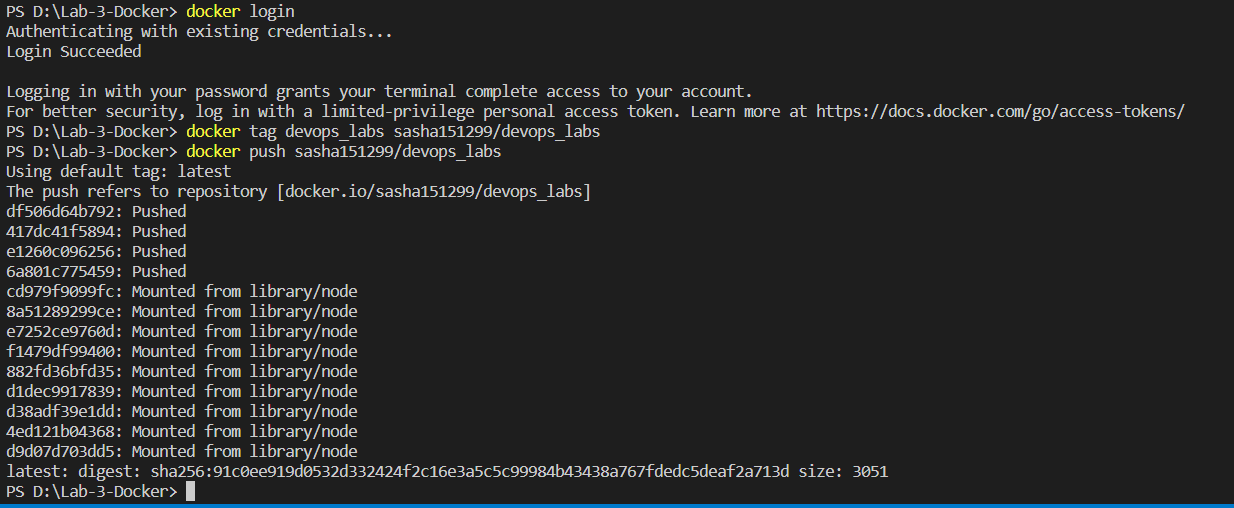 PS D:\Lab-3-Docker> docker login
Authenticating with existing credentials...
Login Succeeded

Logging in with your password grants your terminal complete access to your account.
For better security, log in with a limited-privilege personal access token. Learn more at https://docs.docker.com/go/access-tokens/
PS D:\Lab-3-Docker> docker tag devops_labs sasha151299/devops_labs
PS D:\Lab-3-Docker> docker push sasha151299/devops_labs
Using default tag: latest
The push refers to repository [docker.io/sasha151299/devops_labs]
df506d64b792: Pushed
417dc41f5894: Pushed
e1260c096256: Pushed
6a801c775459: Pushed
cd979f9099fc: Mounted from library/node
8a51289299ce: Mounted from library/node
e7252ce9760d: Mounted from library/node
f1479df99400: Mounted from library/node
882fd36bfd35: Mounted from library/node
d1dec9917839: Mounted from library/node
d38adf39e1dd: Mounted from library/node
4ed121b04368: Mounted from library/node
d9d07d703dd5: Mounted from library/node
latest: digest: sha256:91c0ee919d0532d332424f2c16e3a5c5c99984b43438a767fdedc5deaf2a713d size: 3051
PS D:\Lab-3-Docker>